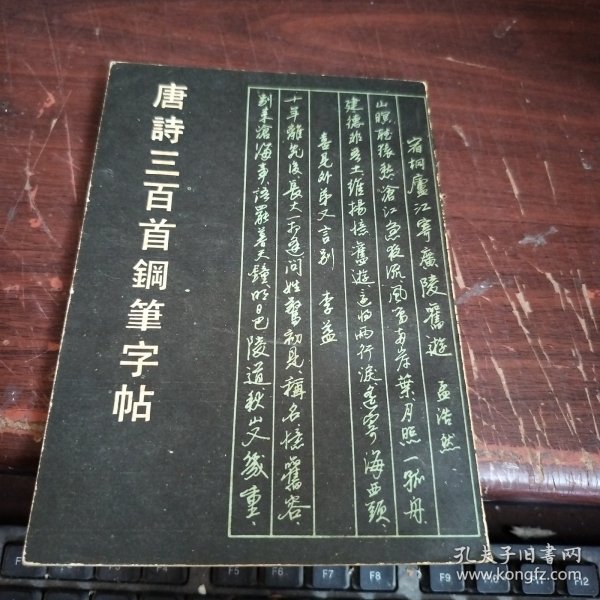 唐詩三百首鋼筆字帖
宿桐廬江寄廣陵舊遊 孟浩然
山暝聽猿愁滄江急夜流風鳴兩岸葉月照一孤舟
建德非吾土維揚憶舊遊還將兩行淚遙寄海西頭、
喜見外弟又言別 李益
十年離亂後長大一相逢問姓驚初見稱名憶舊容、
別來滄海事語罷暮天鐘明日巴陵道秋山又幾重、
F5 F6 F7 F8 F9 F12
孔夫子旧书网
www.kongfz.com